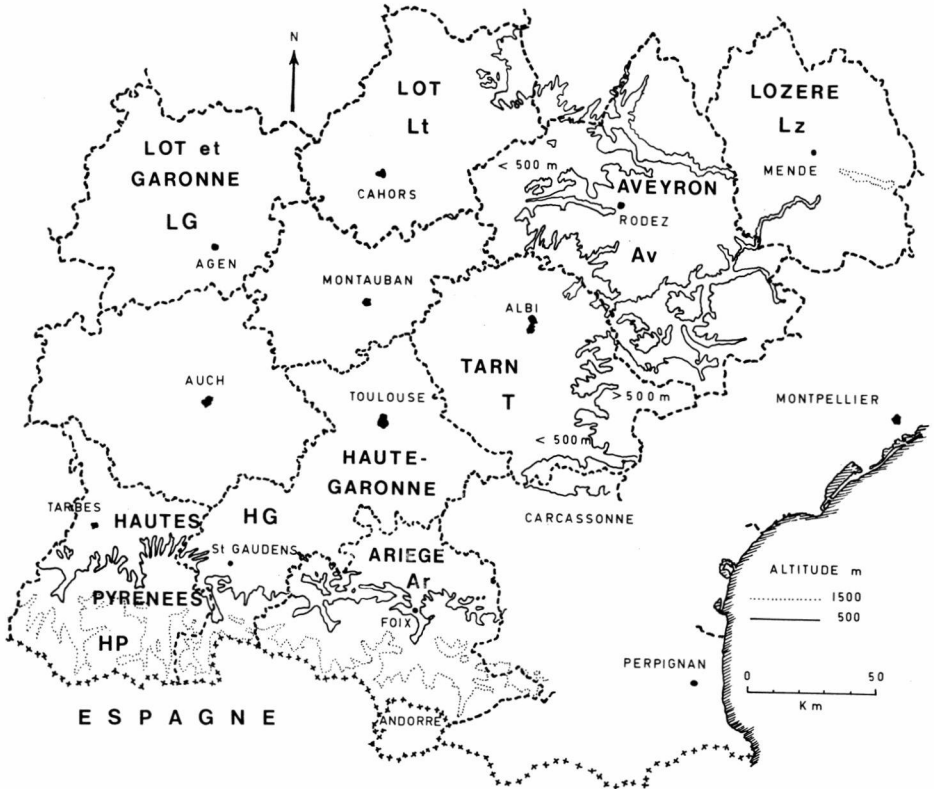 N
LOT
Lt
LOZERE
Lz
MENDE
LOT et
GARONNE
LG
AGEN
CAHORS
< 500 m
AVEYRON
RODEZ
Av
MONTAUBAN
ALBI
TARN
T
AUCH
TOULOUSE
> 500 m
< 500m
MONTPELLIER
HAUTE-
GARONNE
HG
TARBES
HAUTES
PYRENEES
HP
St GAUDENS
ARIEGE
Ar
FOIX
CARCASSONNE
ALTITUDE m
1500
500
PERPIGNAN
0 50
Km
ESPAGNE
ANDORRE